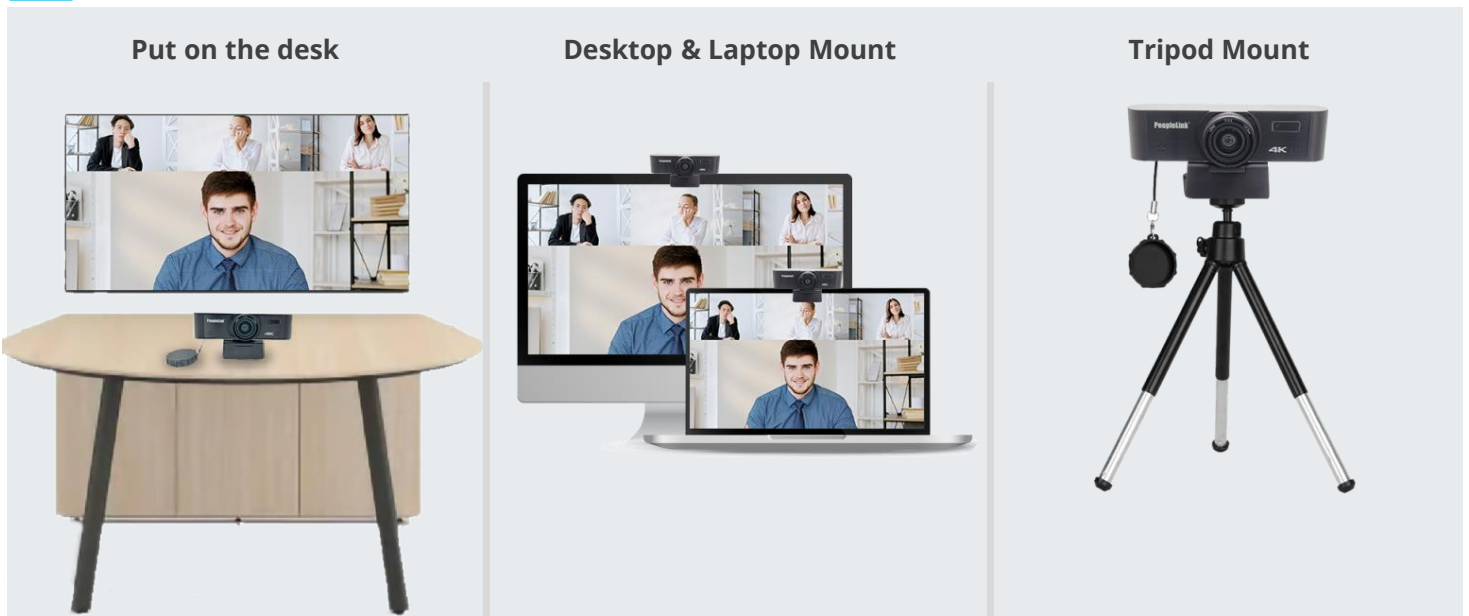 Put on the desk
Desktop & Laptop Mount
Tripod Mount
PeopleLink
4K